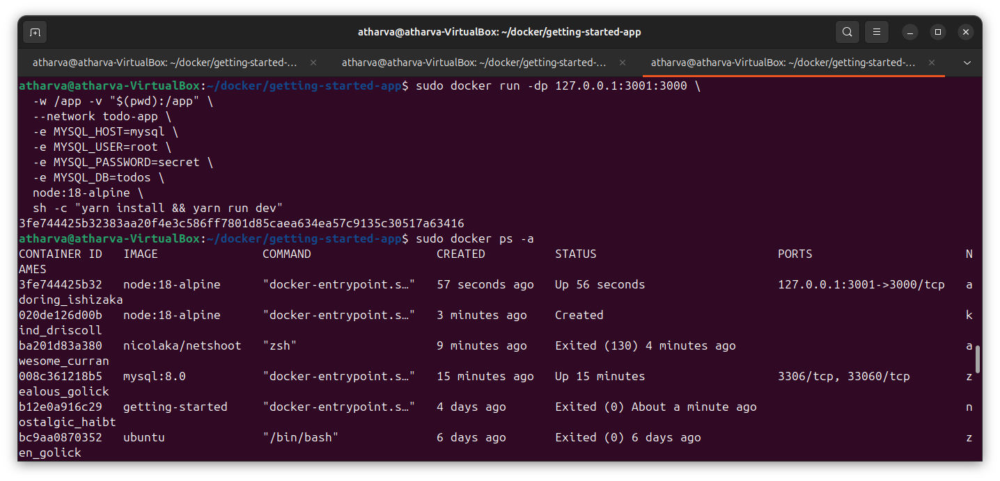 atharva@atharva-VirtualBox: ~/docker/getting-started-app
atharva@atharva-VirtualBox: ~/docker/getting-started-... × atharva@atharva-VirtualBox: ~/docker/getting-started-... × atharva@atharva-VirtualBox: ~/docker/getting-started-... ×
atharva@atharva-VirtualBox:~/docker/getting-started-app$ sudo docker run -dp 127.0.0.1:3001:3000 \
  -w /app -v "$(pwd):/app" \
  --network todo-app \
  -e MYSQL_HOST=mysql \
  -e MYSQL_USER=root \
  -e MYSQL_PASSWORD=secret \
  -e MYSQL_DB=todos \
  node:18-alpine \
  sh -c "yarn install && yarn run dev"
3fe744425b32383aa20f4e3c586ff7801d85caea634ea57c9135c30517a63416
atharva@atharva-VirtualBox:~/docker/getting-started-app$ sudo docker ps -a
CONTAINER ID   IMAGE               COMMAND                  CREATED          STATUS                          PORTS                      N
AMES
3fe744425b32   node:18-alpine      "docker-entrypoint.s…"   57 seconds ago   Up 56 seconds                   127.0.0.1:3001->3000/tcp   a
doring_ishizaka
020de126d00b   node:18-alpine      "docker-entrypoint.s…"   3 minutes ago    Created                                                    k
ind_driscoll
ba201d83a380   nicolaka/netshoot   "zsh"                    9 minutes ago    Exited (130) 4 minutes ago                                 a
wesome_curran
008c361218b5   mysql:8.0           "docker-entrypoint.s…"   15 minutes ago   Up 15 minutes                   3306/tcp, 33060/tcp        z
ealous_golick
b12e0a916c29   getting-started     "docker-entrypoint.s…"   4 days ago       Exited (0) About a minute ago                              n
ostalgic_haibt
bc9aa0870352   ubuntu              "/bin/bash"              6 days ago       Exited (0) 6 days ago                                      z
en_golick